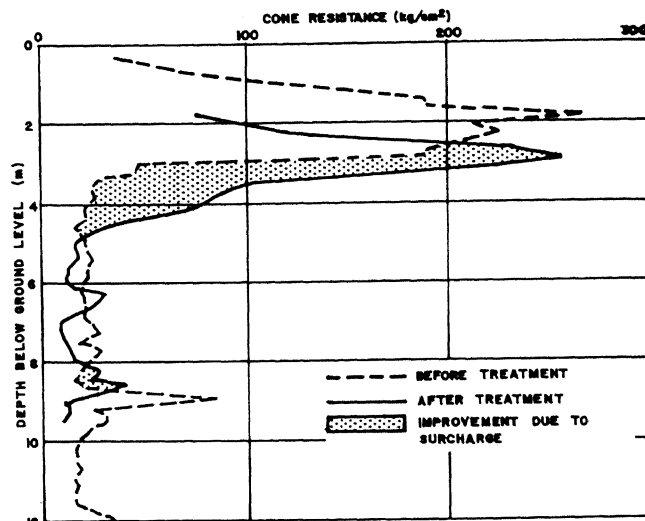 CONE RESISTANCE (kg/cm²)
0 100 200 300
0
2
4
6
8
10
DEPTH BELOW GROUND LEVEL (m)
BEFORE TREATMENT
AFTER TREATMENT
IMPROVEMENT DUE TO
SURCHARGE